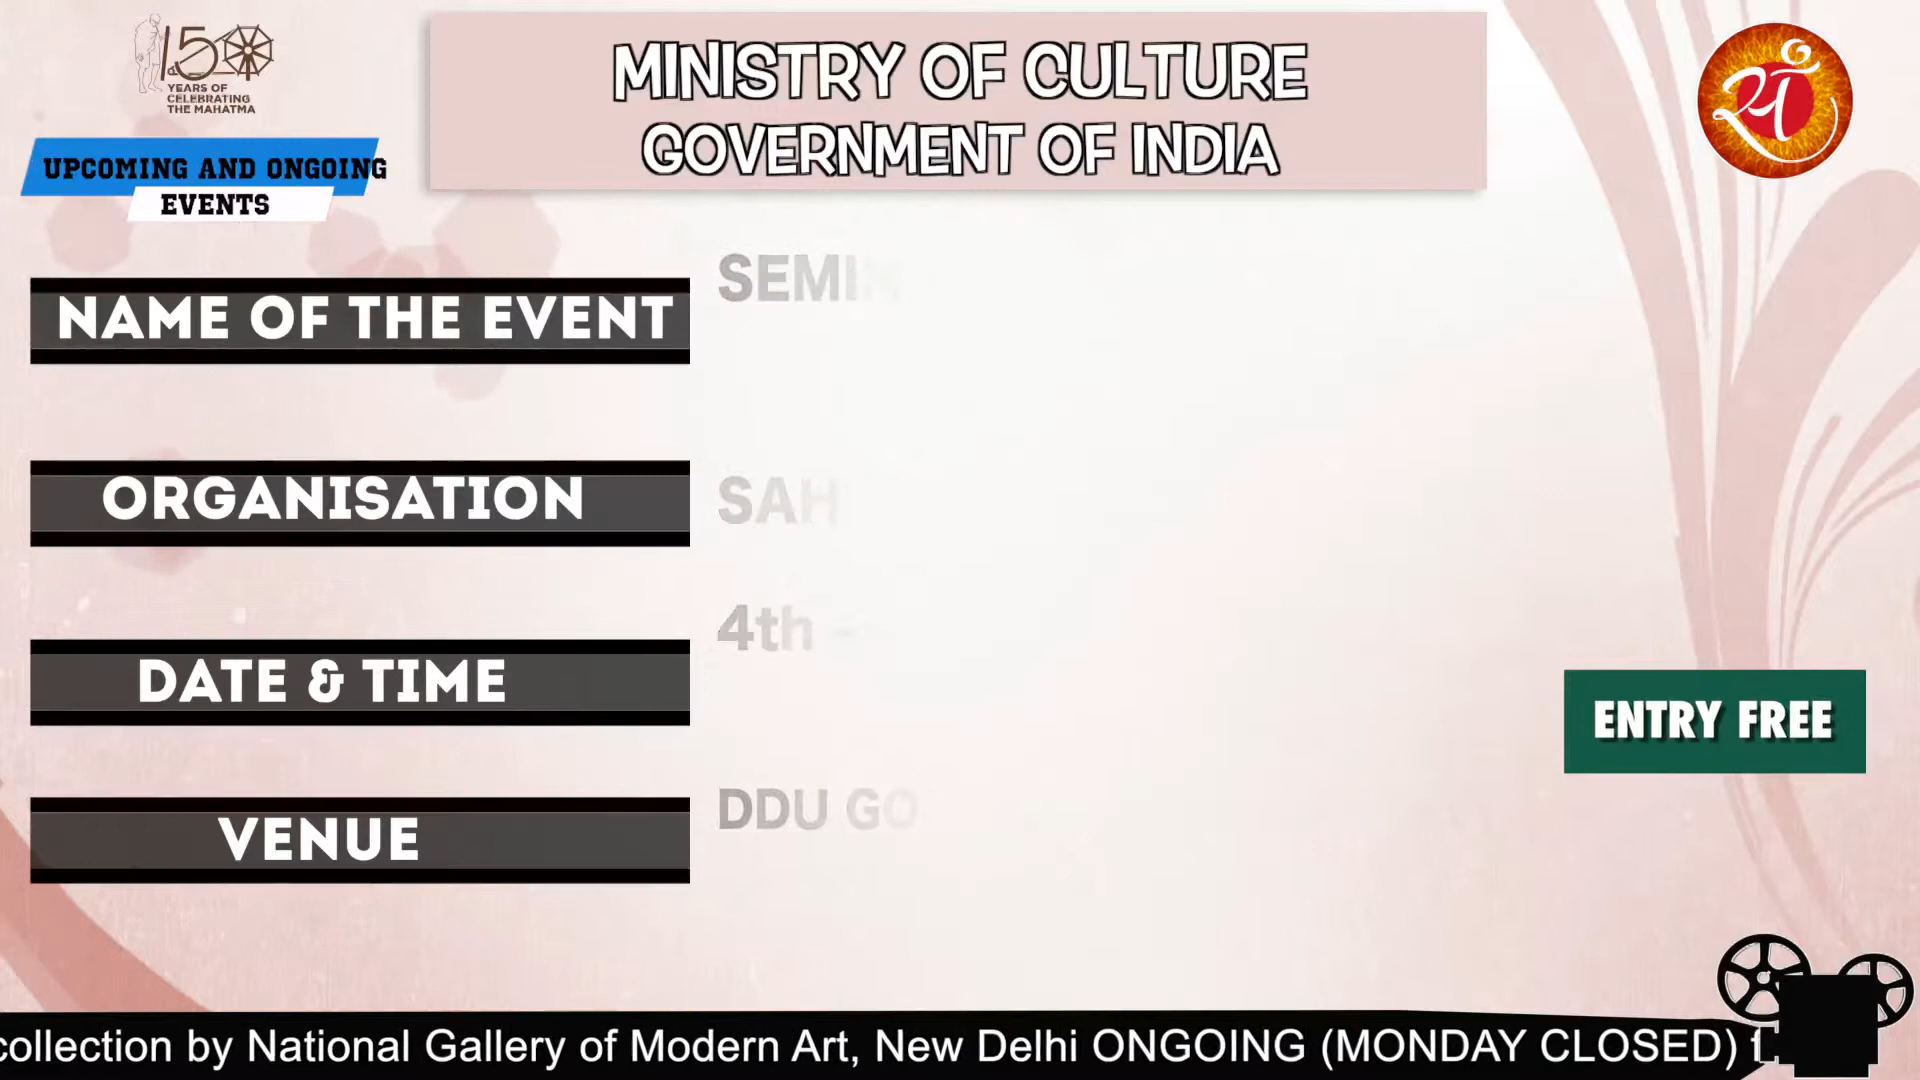 150
YEARS OF
CELEBRATING
THE MAHATMA
MINISTRY OF CULTURE
GOVERNMENT OF INDIA
UPCOMING AND ONGOING
EVENTS
NAME OF THE EVENT
ORGANISATION
SAH
DATE & TIME
4th -
VENUE
DDU GO
ENTRY FREE
collection by National Gallery of Modern Art, New Delhi ONGOING (MONDAY CLOSED)